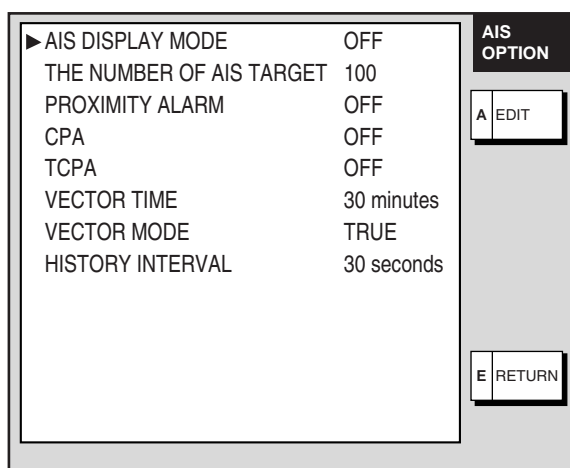 ►AIS DISPLAY MODE OFF
THE NUMBER OF AIS TARGET 100
PROXIMITY ALARM OFF
CPA OFF
TCPA OFF
VECTOR TIME 30 minutes
VECTOR MODE TRUE
HISTORY INTERVAL 30 seconds
AIS
OPTION
A EDIT
E RETURN